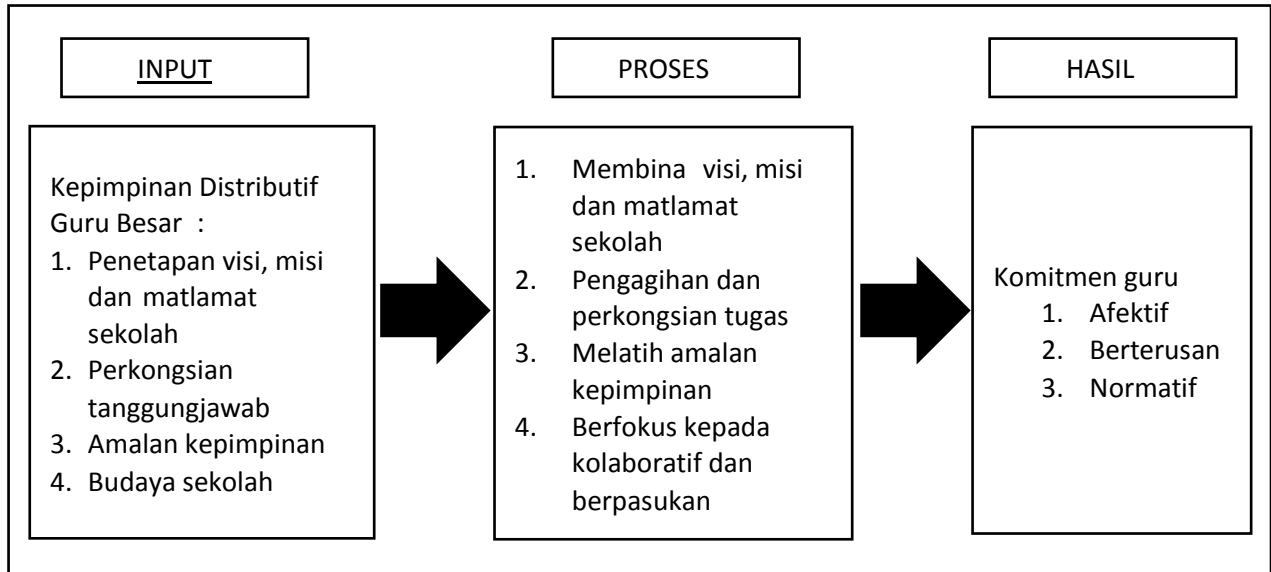 INPUT
PROSES
HASIL
Kepimpinan Distributif
Guru Besar :
1. Penetapan visi, misi
dan matlamat
sekolah
2. Perkongsian
tanggungjawab
3. Amalan kepimpinan
4. Budaya sekolah
1. Membina visi, misi
dan matlamat
sekolah
2. Pengagihan dan
perkongsian tugas
3. Melatih amalan
kepimpinan
4. Berfokus kepada
kolaboratif dan
berpasukan
Komitmen guru
1. Afektif
2. Berterusan
3. Normatif